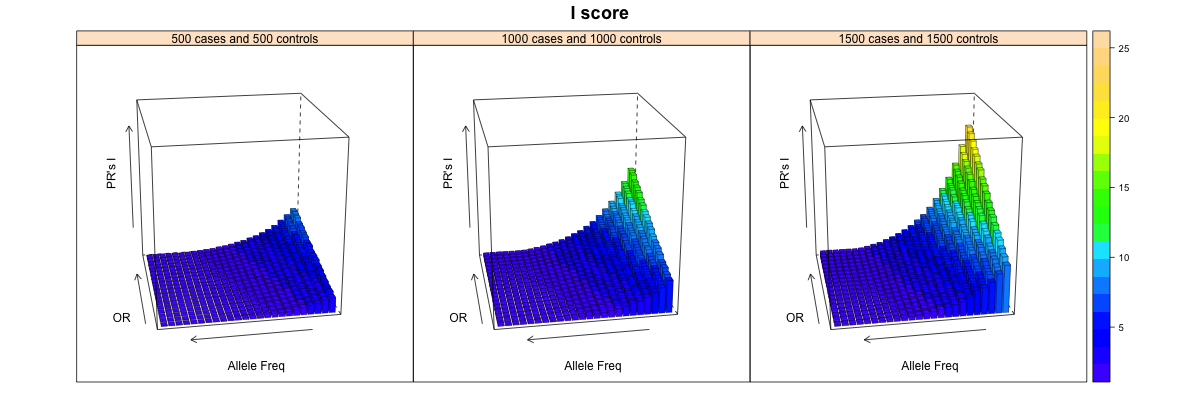 I score
500 cases and 500 controls
1000 cases and 1000 controls
1500 cases and 1500 controls
PR's I
OR
Allele Freq
PR's I
OR
Allele Freq
PR's I
OR
Allele Freq
25
20
15
10
5